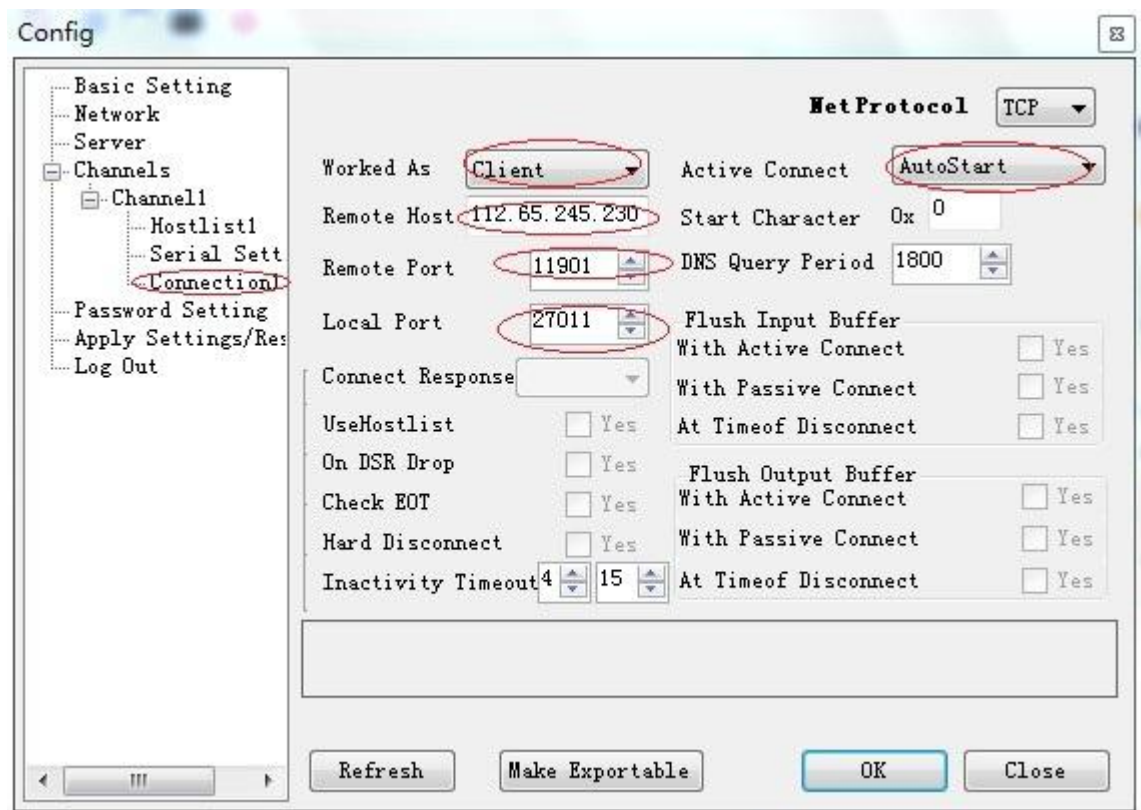 Config
Basic Setting
Network
Server
Channels
Channel1
Hostlist1
Serial Sett
Connection1
Password Setting
Apply Settings/Res
Log Out
NetProtocol TCP
Worked As Client Active Connect AutoStart
Remote Host 112.65.245.230 Start Character 0x 0
Remote Port 11901 DNS Query Period 1800
Local Port 27011 Flush Input Buffer
With Active Connect Yes
Connect Response With Passive Connect Yes
UseHostlist Yes At Timeof Disconnect Yes
On DSR Drop Yes Flush Output Buffer
Check EOT Yes With Active Connect Yes
Hard Disconnect Yes With Passive Connect Yes
Inactivity Timeout 4 15 At Timeof Disconnect Yes
Refresh Make Exportable OK Close